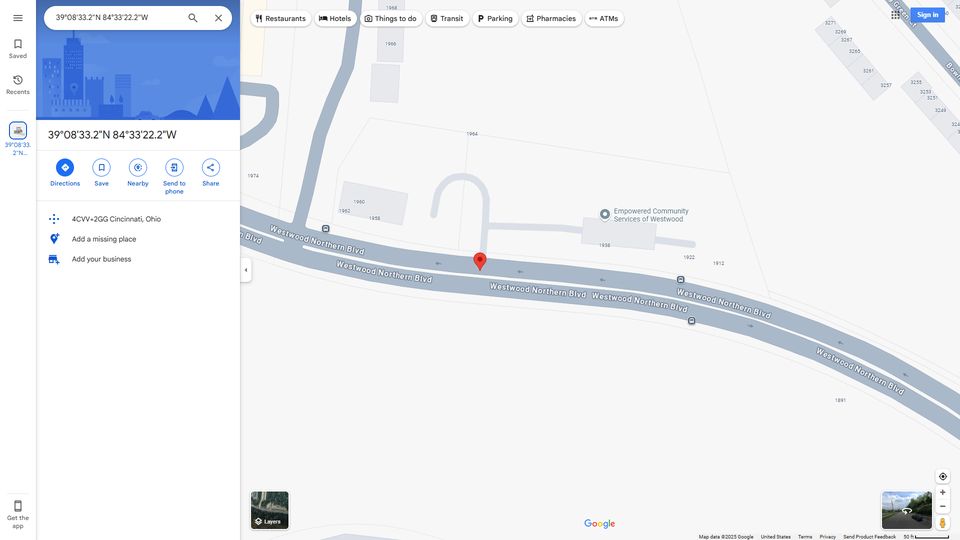 39°08'33.2"N 84°33'22.2"W
Restaurants
Hotels
Things to do
Transit
Parking
Pharmacies
ATMs
Sign in
Saved
Recents
39°08'33.
2"N...
39°08'33.2"N 84°33'22.2"W
Directions
Save
Nearby
Send to
phone
Share
4CVV+2GG Cincinnati, Ohio
Add a missing place
Add your business
Get the
app
1968
1966
1964
1974
1960
1962
1958
3271
3267
3265
3261
3257
3255
3253
3251
3249
Empowered Community
Services of Westwood
1938
1922
1912
1891
Westwood Northern Blvd
Westwood Northern Blvd
Westwood Northern Blvd
Westwood Northern Blvd
Westwood Northern Blvd
Westwood Northern Blvd
n Blvd
Layers
Google
Map data ©2025 Google
United States
Terms
Privacy
Send Product Feedback
50 ft